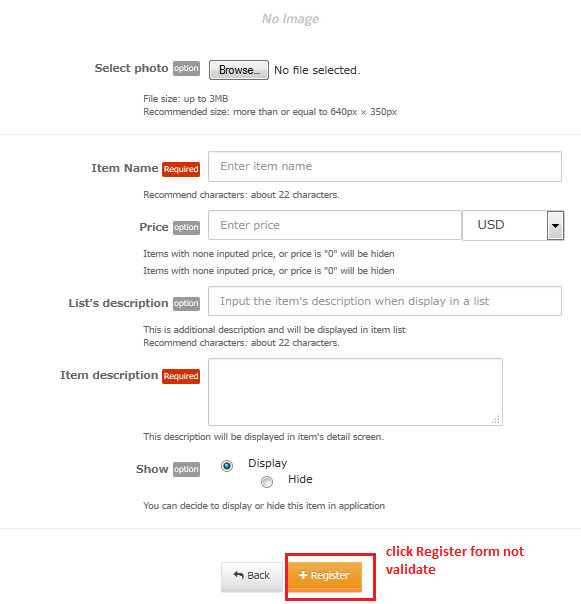 No Image
Select photo option Browse... No file selected.
File size: up to 3MB
Recommended size: more than or equal to 640px × 350px
Item Name Required Enter item name
Recommend characters: about 22 characters.
Price option Enter price USD
Items with none inputed price, or price is "0" will be hiden
Items with none inputed price, or price is "0" will be hiden
List's description option Input the item's description when display in a list
This is additional description and will be displayed in item list
Recommend characters: about 22 characters.
Item description Required
This description will be displayed in item's detail screen.
Show option Display
Hide
You can decide to display or hide this item in application
click Register form not
validate
Back + Register